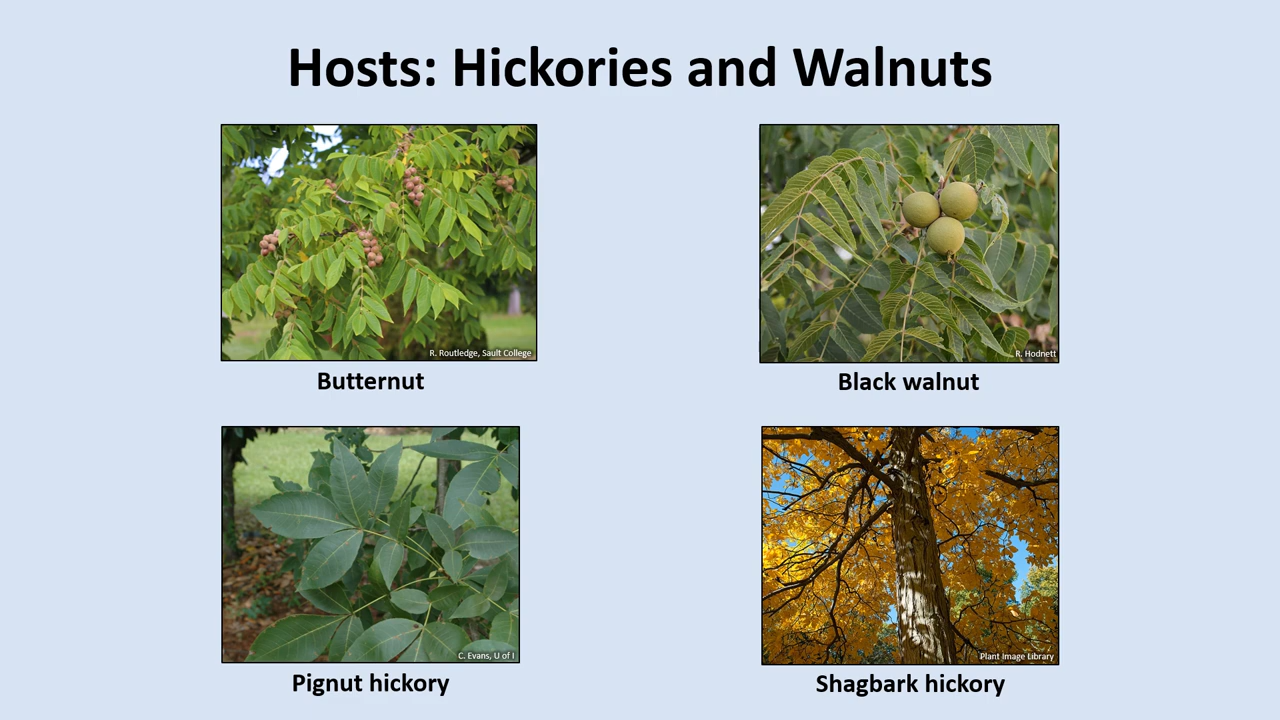 Hosts: Hickories and Walnuts
R. Routledge, Sault College
R. Hodnett
Butternut
Black walnut
C. Evans, U of I
Plant Image Library
Pignut hickory
Shagbark hickory